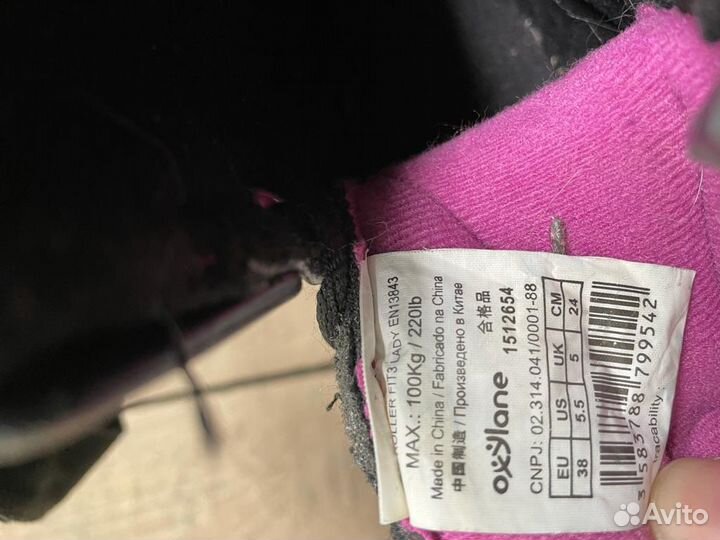 ROLLER FIT3 LADY EN13843
MAX.: 100Kg / 220lb
Made in China / Fabricado na China
中国制造 / Произведено в Китае
合格品
oxylane 1512654
CNPJ: 02.314.041/0001-88
EU US UK CM
38 5.5 5 24
3 583788 799542
Tracability :
Avito